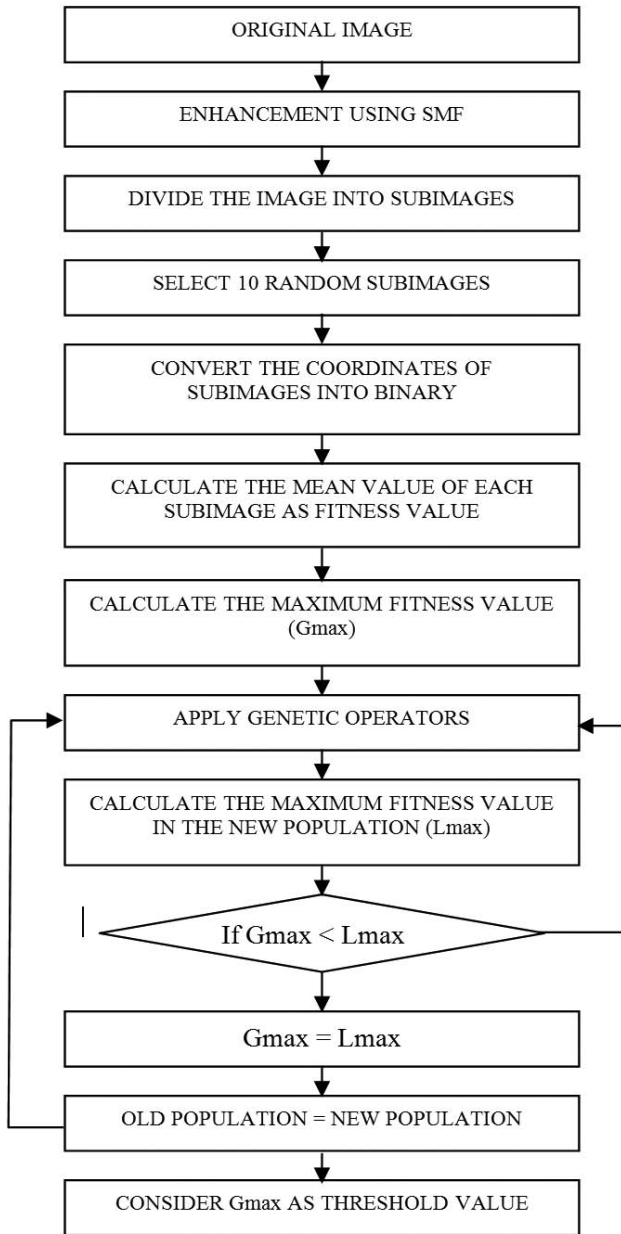 ORIGINAL IMAGE
ENHANCEMENT USING SMF
DIVIDE THE IMAGE INTO SUBIMAGES
SELECT 10 RANDOM SUBIMAGES
CONVERT THE COORDINATES OF
SUBIMAGES INTO BINARY
CALCULATE THE MEAN VALUE OF EACH
SUBIMAGE AS FITNESS VALUE
CALCULATE THE MAXIMUM FITNESS VALUE
(Gmax)
APPLY GENETIC OPERATORS
CALCULATE THE MAXIMUM FITNESS VALUE
IN THE NEW POPULATION (Lmax)
If Gmax < Lmax
Gmax = Lmax
OLD POPULATION = NEW POPULATION
CONSIDER Gmax AS THRESHOLD VALUE